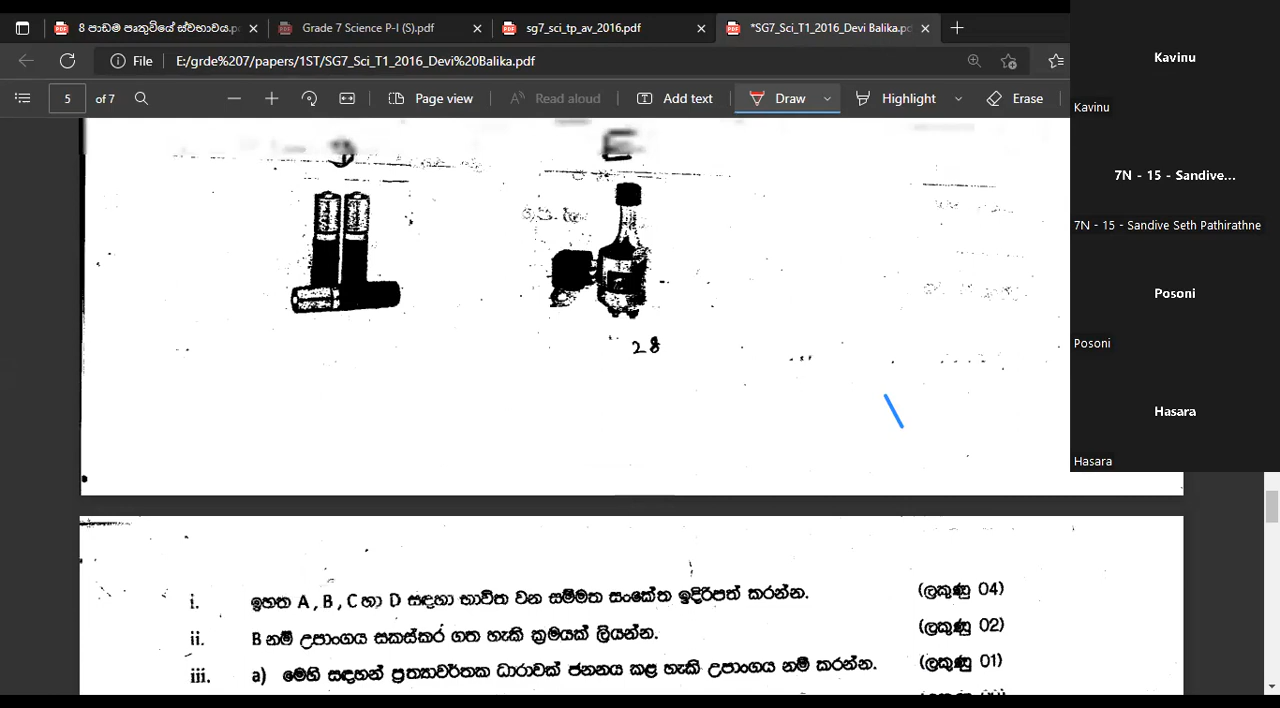 8 පාඩම පෘතුවියේ ස්වභාවය.p
Grade 7 Science P-I (S).pdf
sg7_sci_tp_av_2016.pdf
*SG7_Sci_T1_2016_Devi Balika.pd
File E:/grde%207/papers/1ST/SG7_Sci_T1_2016_Devi%20Balika.pdf
5 of 7 Page view Read aloud Add text Draw Highlight Erase
Kavinu
Kavinu
7N - 15 - Sandive...
7N - 15 - Sandive Seth Pathirathne
Posoni
Posoni
Hasara
Hasara
D E
28
i. ඉහත A , B , C හා D සඳහා භාවිත වන සම්මත සංකේත ඉදිරිපත් කරන්න. (ලකුණු 04)
ii. B නම් උපාංගය සකස්කර ගත හැකි ක්‍රමයක් ලියන්න. (ලකුණු 02)
iii. a) මෙහි සඳහන් ප්‍රත්‍යාවර්තක ධාරාවක් ජනනය කළ හැකි උපාංගය නම් කරන්න. (ලකුණු 01)